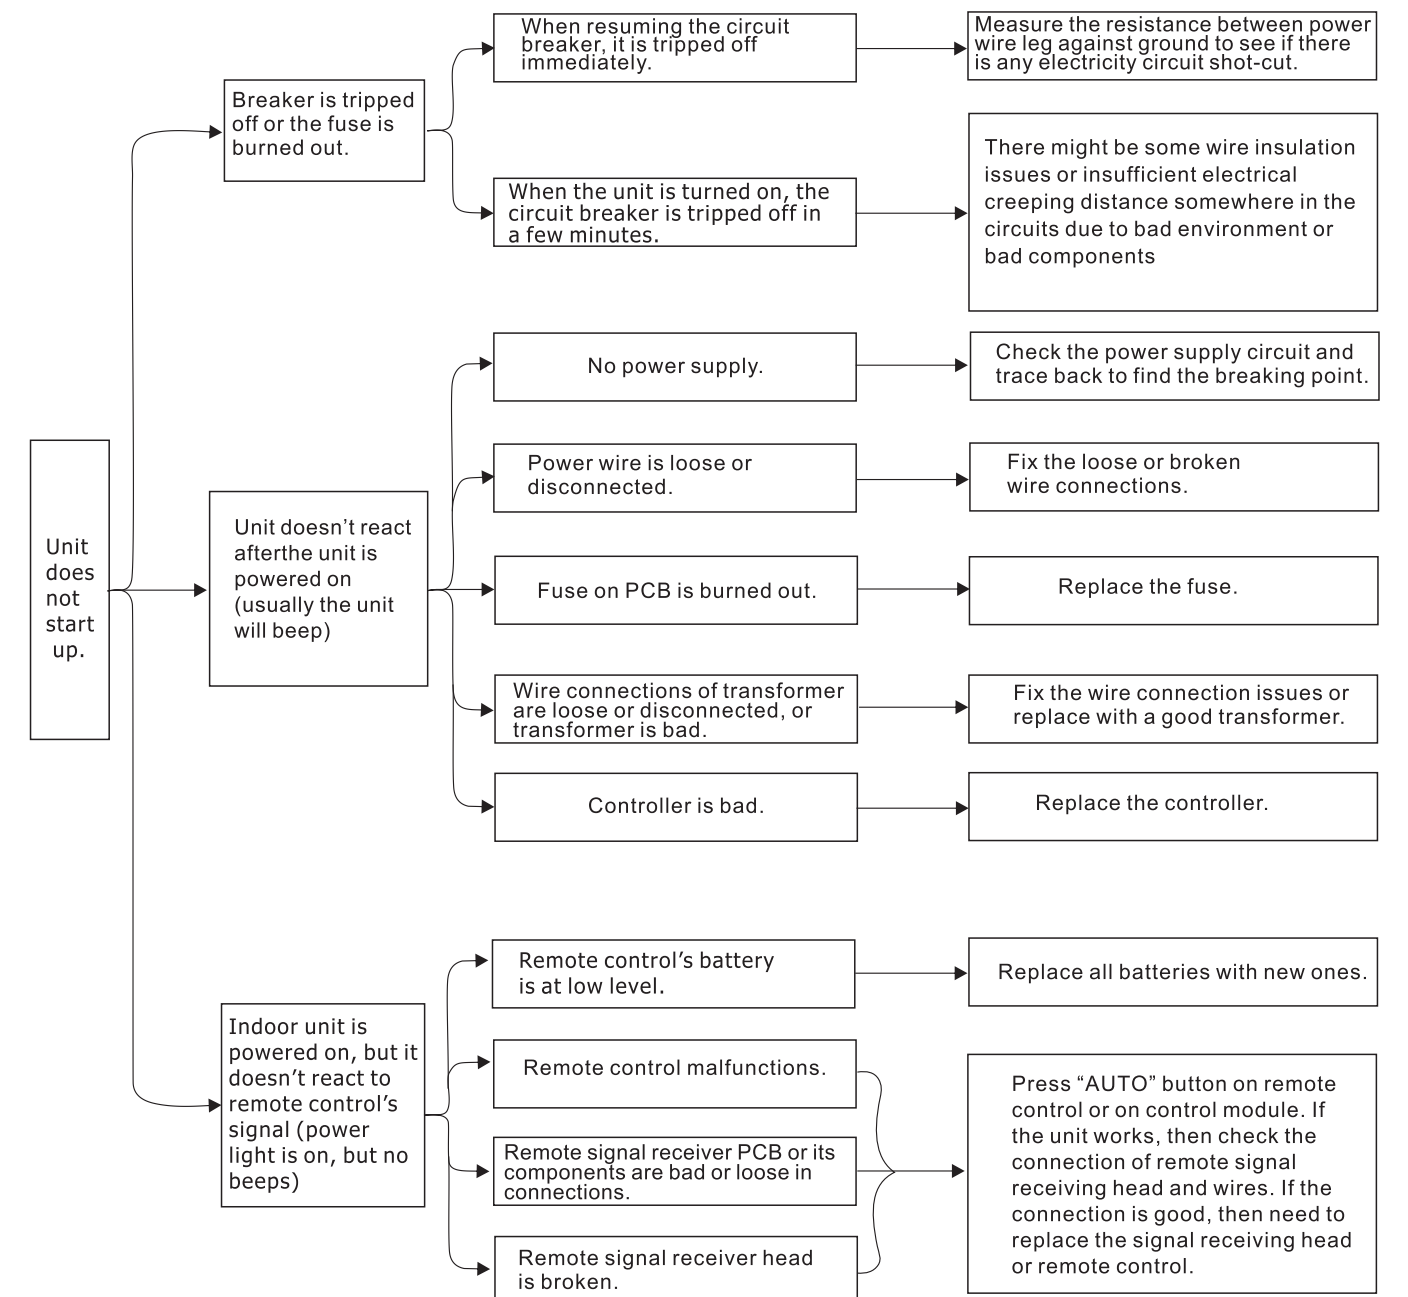 Unit
does
not
start
up.
Breaker is tripped
off or the fuse is
burned out.
When resuming the circuit
breaker, it is tripped off
immediately.
Measure the resistance between power
wire leg against ground to see if there
is any electricity circuit shot-cut.
When the unit is turned on, the
circuit breaker is tripped off in
a few minutes.
There might be some wire insulation
issues or insufficient electrical
creeping distance somewhere in the
circuits due to bad environment or
bad components
Unit doesn’t react
afterthe unit is
powered on
(usually the unit
will beep)
No power supply.
Check the power supply circuit and
trace back to find the breaking point.
Power wire is loose or
disconnected.
Fix the loose or broken
wire connections.
Fuse on PCB is burned out.
Replace the fuse.
Wire connections of transformer
are loose or disconnected, or
transformer is bad.
Fix the wire connection issues or
replace with a good transformer.
Controller is bad.
Replace the controller.
Indoor unit is
powered on, but it
doesn’t react to
remote control’s
signal (power
light is on, but no
beeps)
Remote control’s battery
is at low level.
Replace all batteries with new ones.
Remote control malfunctions.
Remote signal receiver PCB or its
components are bad or loose in
connections.
Remote signal receiver head
is broken.
Press “AUTO” button on remote
control or on control module. If
the unit works, then check the
connection of remote signal
receiving head and wires. If the
connection is good, then need to
replace the signal receiving head
or remote control.